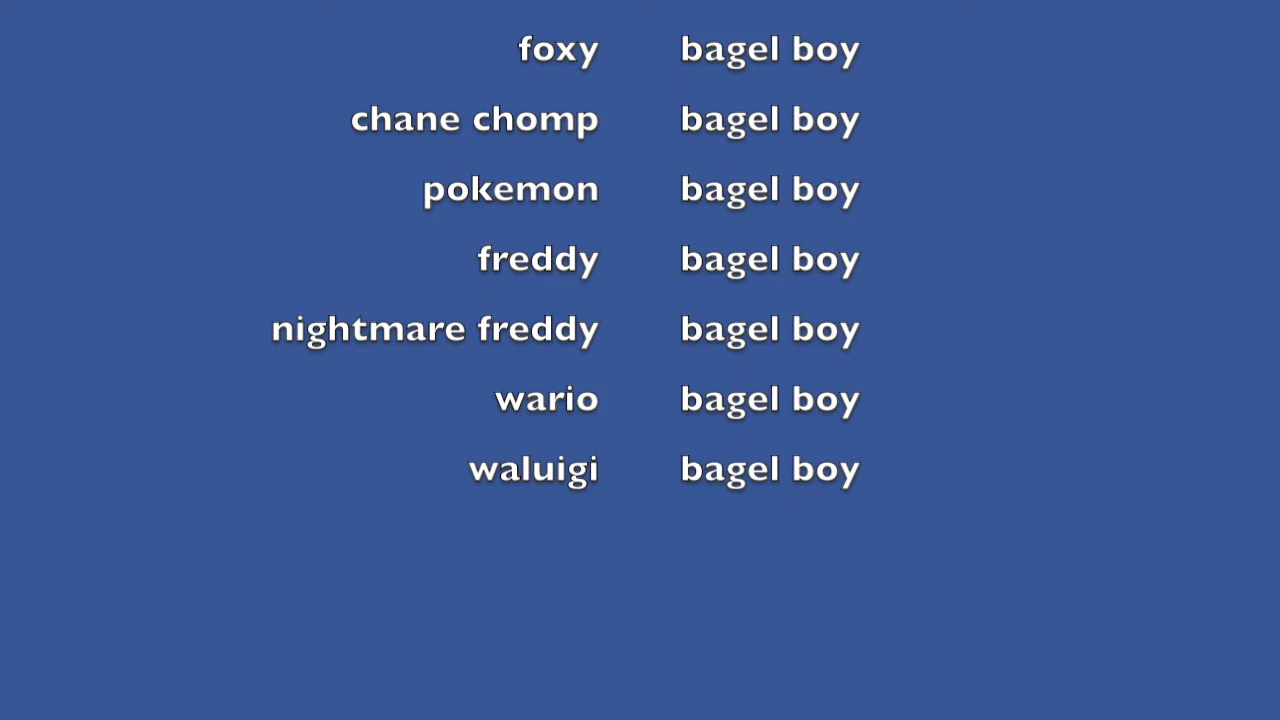 foxy bagel boy
chane chomp bagel boy
pokemon bagel boy
freddy bagel boy
nightmare freddy bagel boy
wario bagel boy
waluigi bagel boy